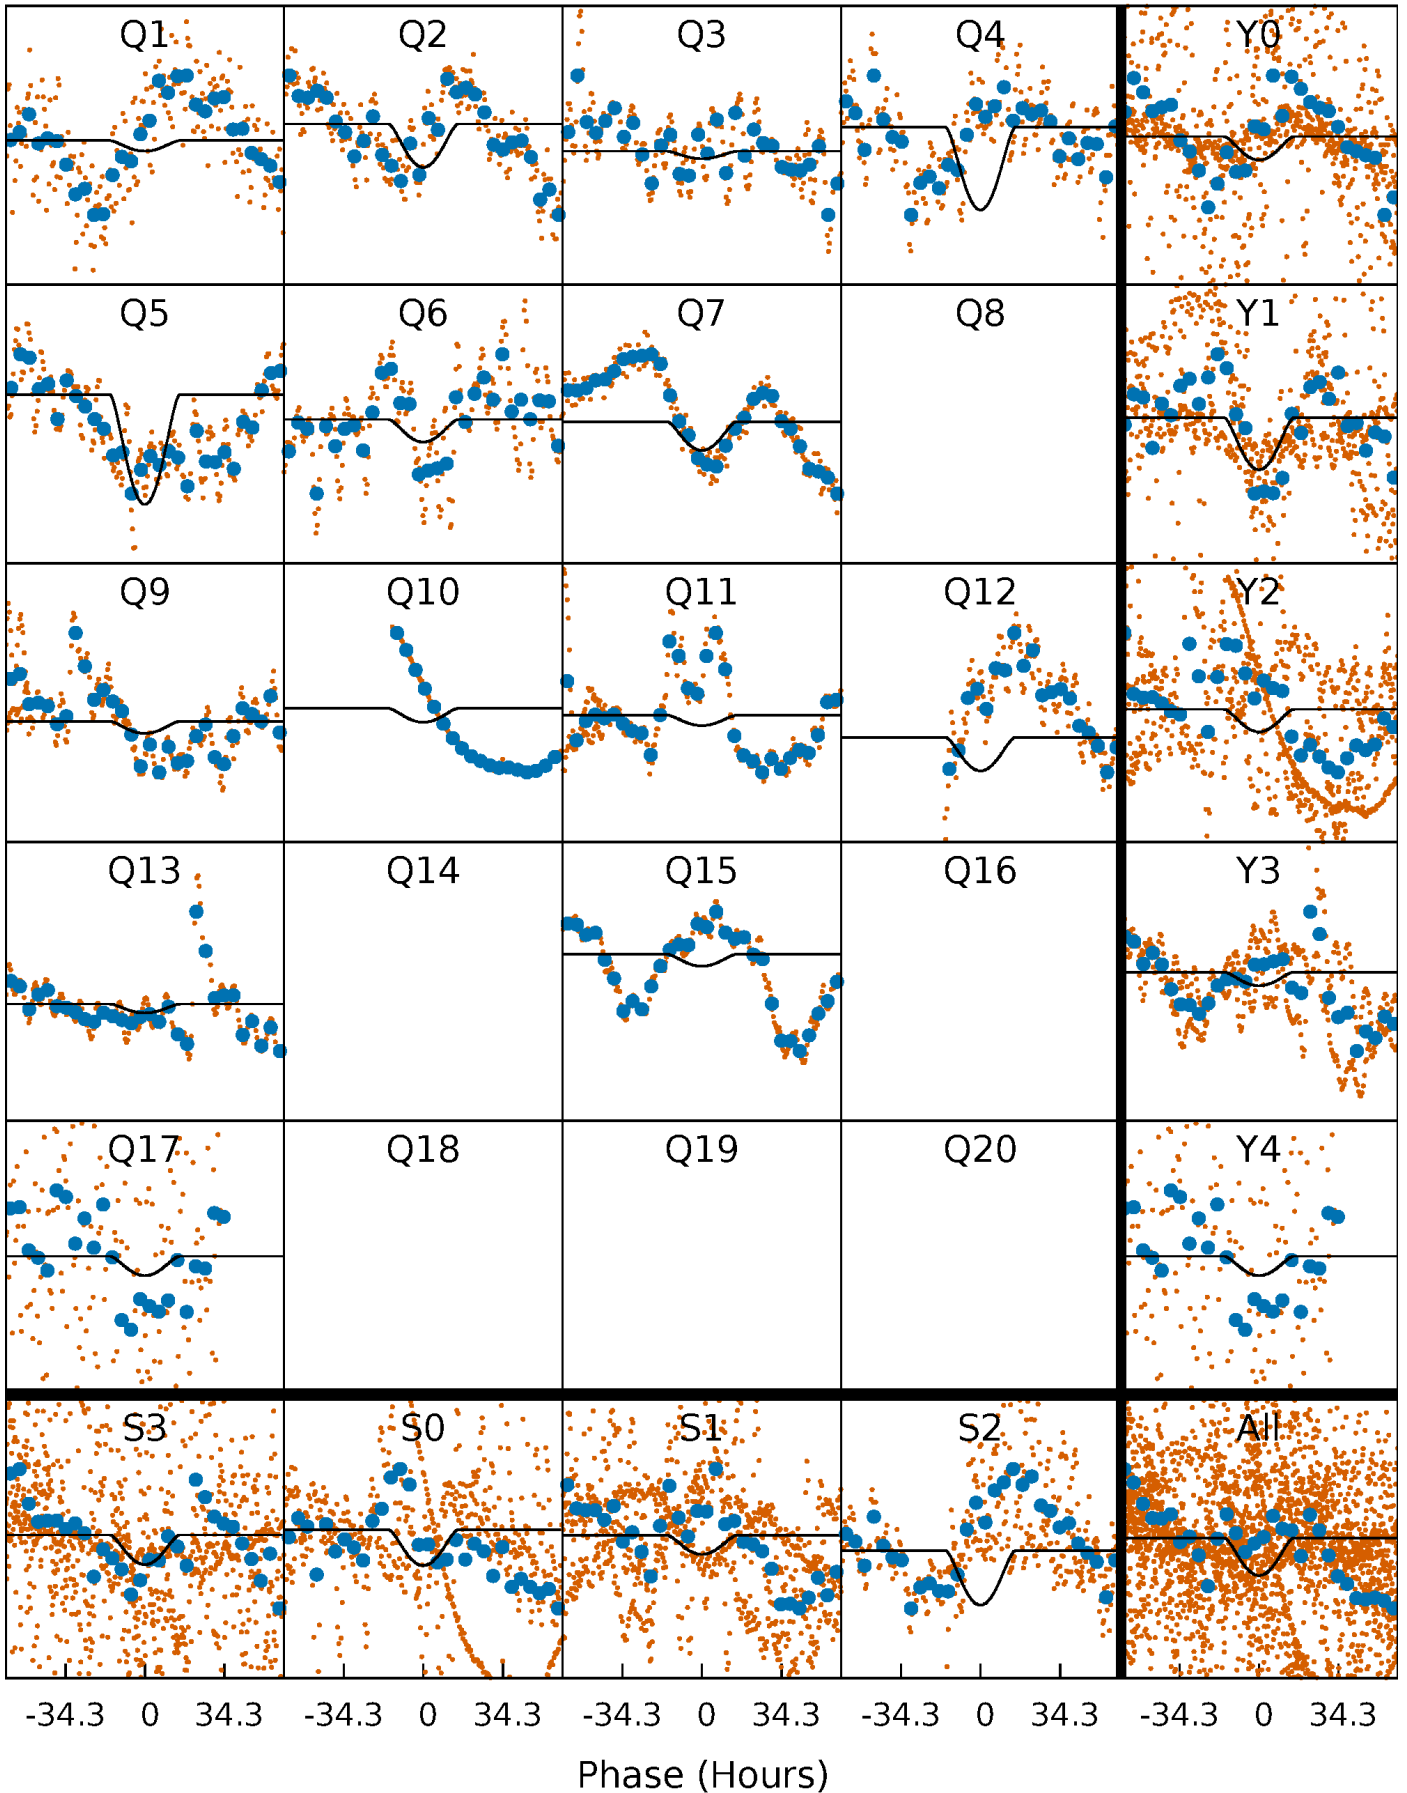 Q1 Q2 Q3 Q4 Y0
Q5 Q6 Q7 Q8 Y1
Q9 Q10 Q11 Q12 Y2
Q13 Q14 Q15 Q16 Y3
Q17 Q18 Q19 Q20 Y4
S3 S0 S1 S2 All
-34.3 0 34.3 -34.3 0 34.3 -34.3 0 34.3 -34.3 0 34.3 -34.3 0 34.3
Phase (Hours)